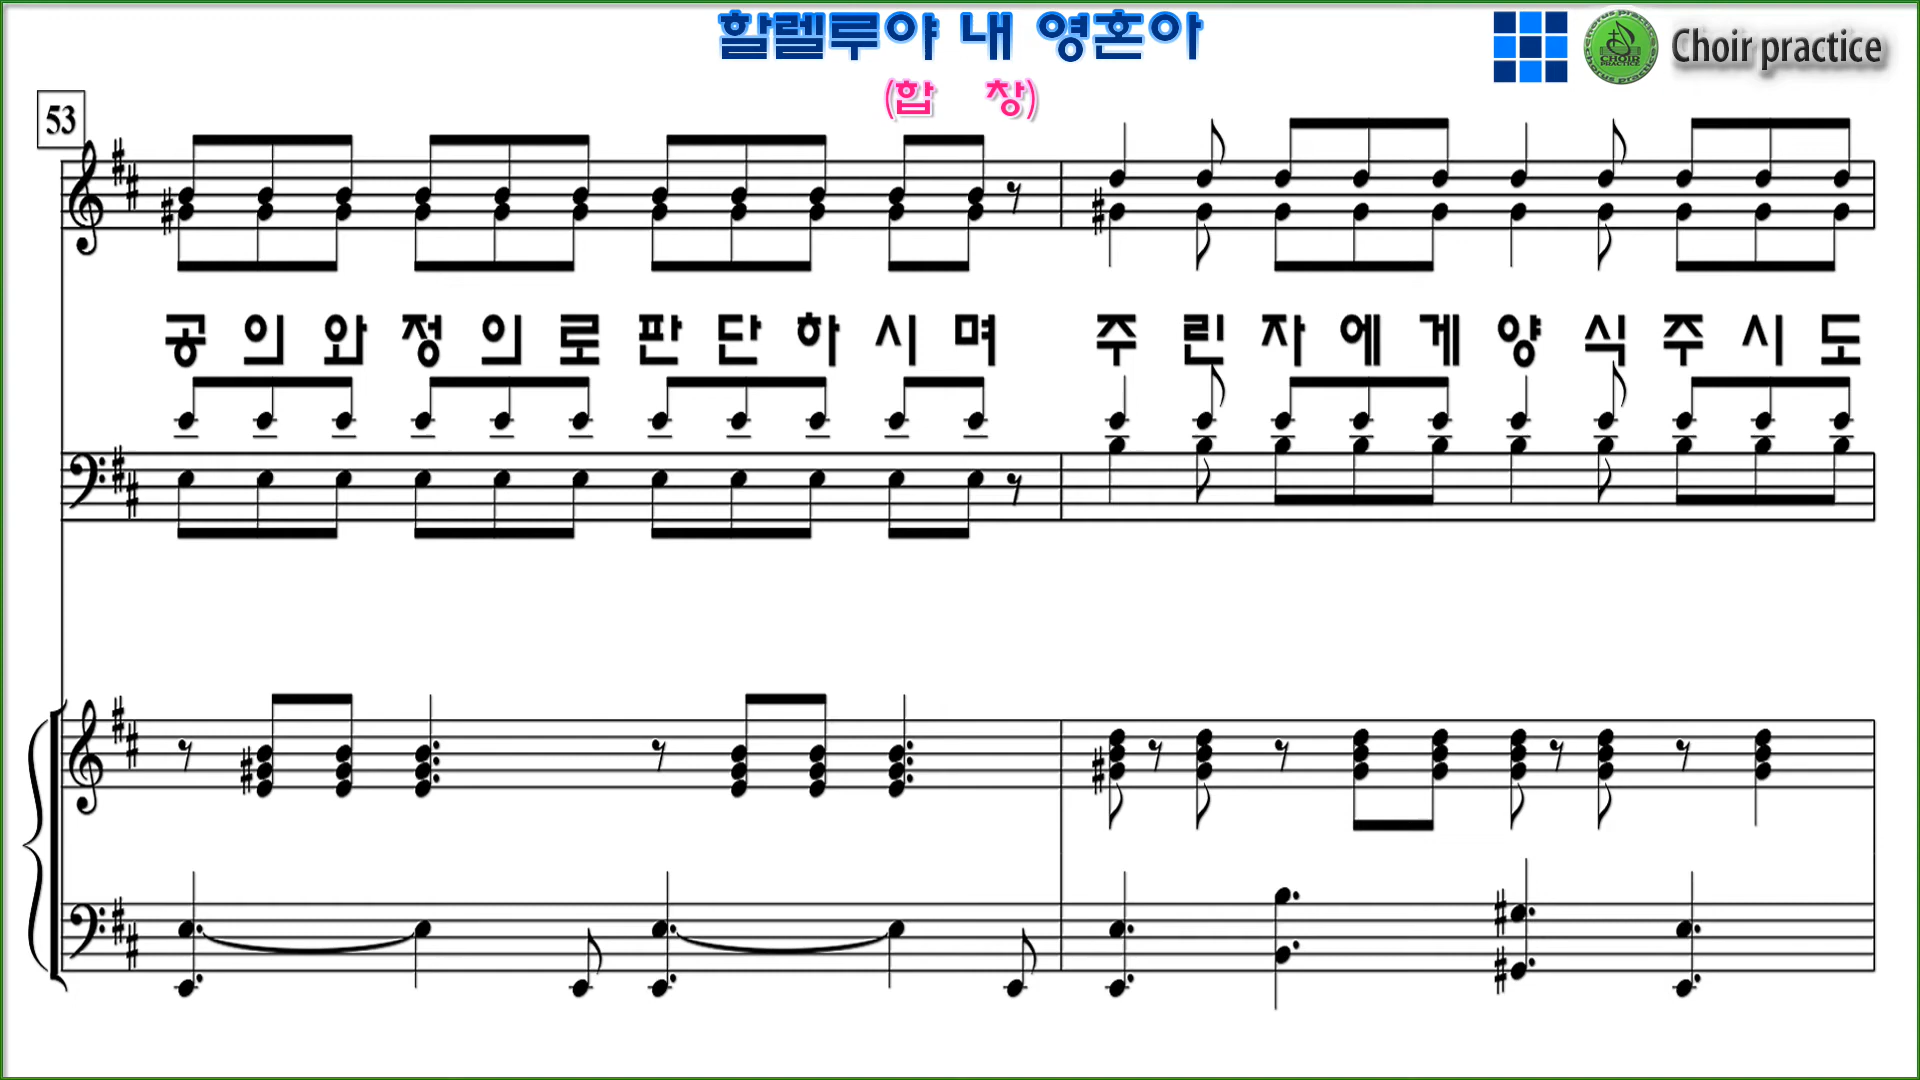 할렐루야 내 영혼아
Choir practice
(합 창)
53
공 의 와 정 의 로 판 단 하 시 며 주 린 자 에 게 양 식 주 시 도